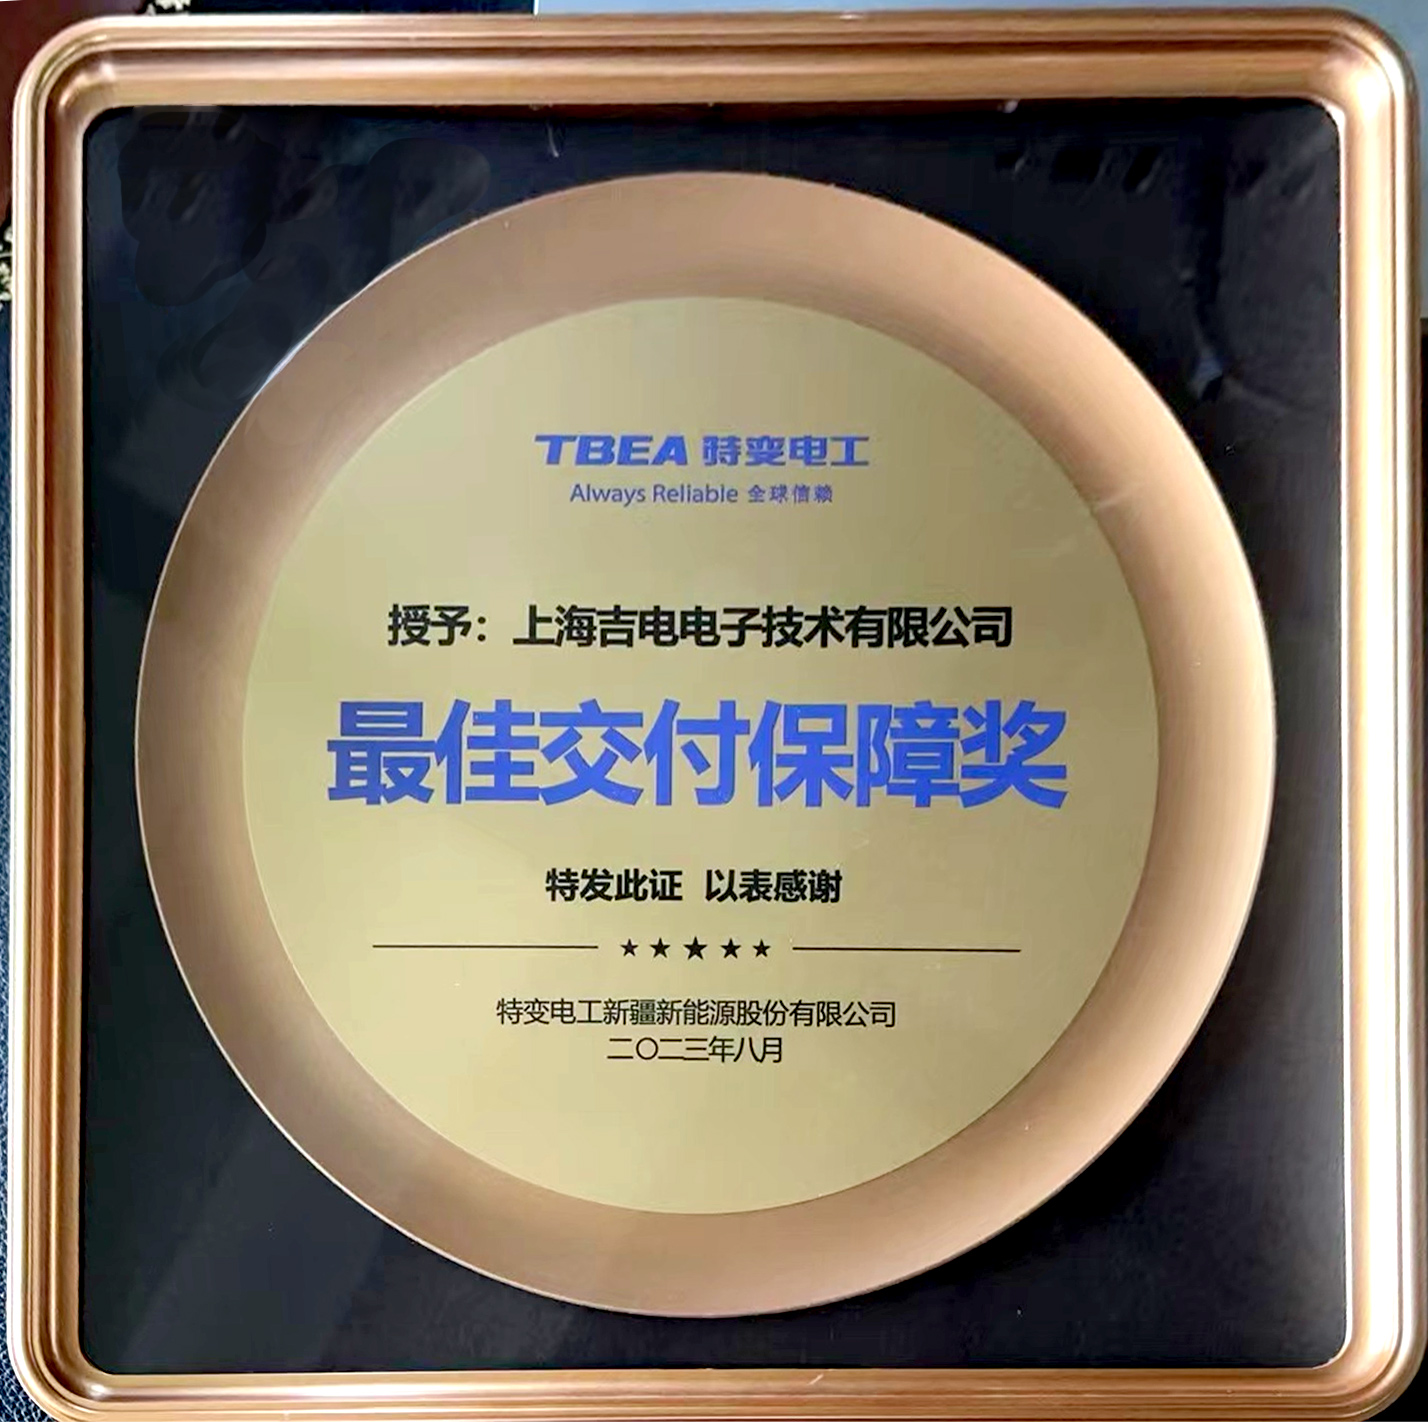 TBEA 特变电工
Always Reliable 全球信赖
授予：上海吉电电子技术有限公司
最佳交付保障奖
特发此证 以表感谢
★★★★★
特变电工新疆新能源股份有限公司
二〇二三年八月